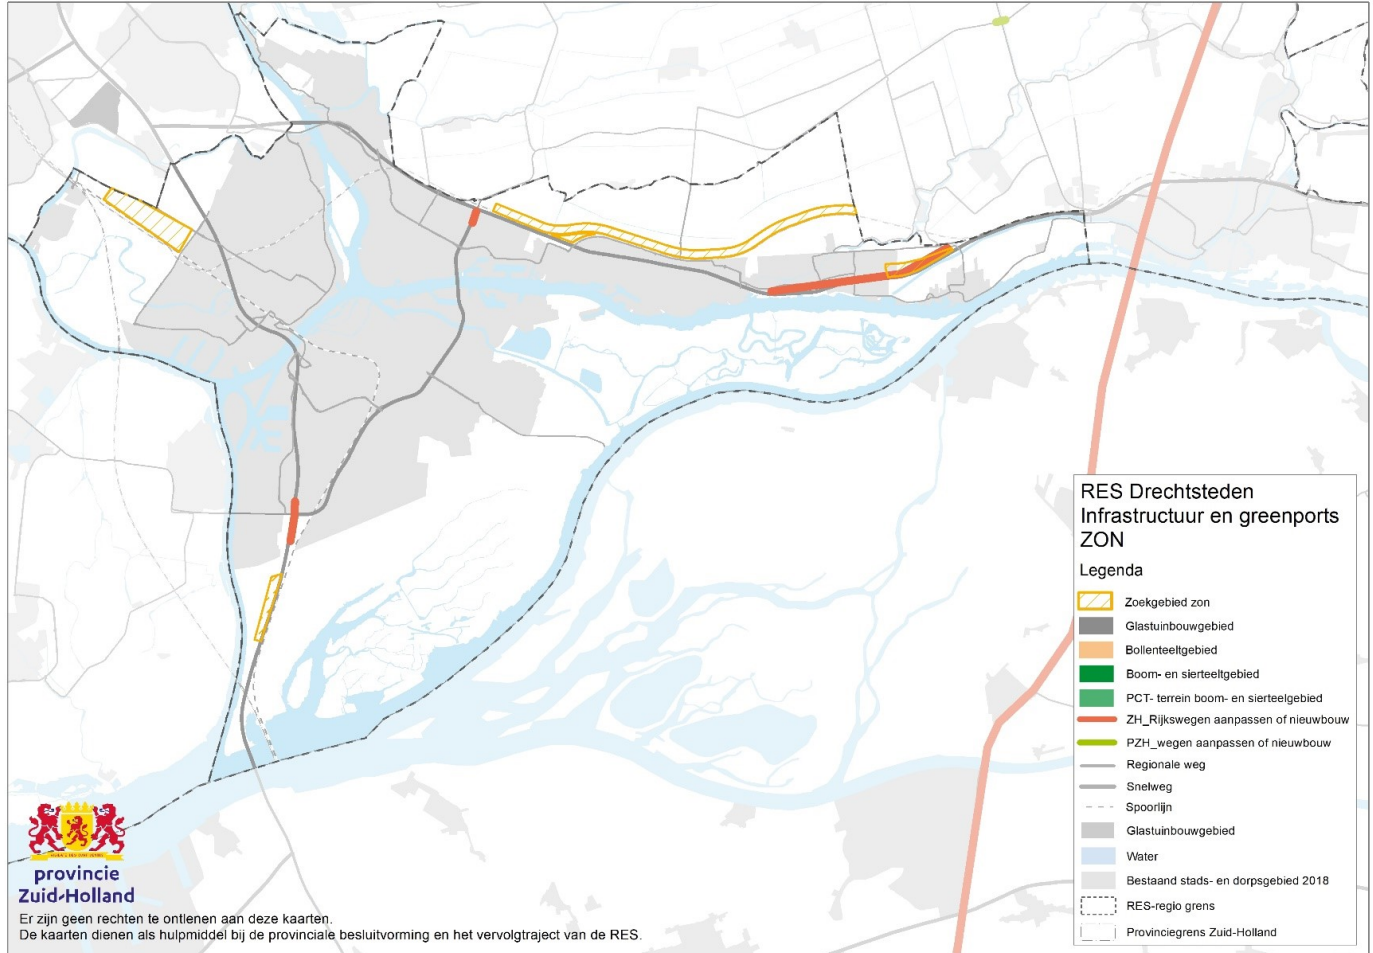 RES Drechtsteden
Infrastructuur en greenports
ZON
Legenda
Zoekgebied zon
Glastuinbouwgebied
Bollenteeltgebied
Boom- en sierteeltgebied
PCT- terrein boom- en sierteelgebied
ZH_Rijkswegen aanpassen of nieuwbouw
PZH_wegen aanpassen of nieuwbouw
Regionale weg
Snelweg
Spoorlijn
Glastuinbouwgebied
Water
Bestaand stads- en dorpsgebied 2018
RES-regio grens
Provinciegrens Zuid-Holland
provincie
Zuid-Holland
Er zijn geen rechten te ontlenen aan deze kaarten.
De kaarten dienen als hulpmiddel bij de provinciale besluitvorming en het vervolgtraject van de RES.